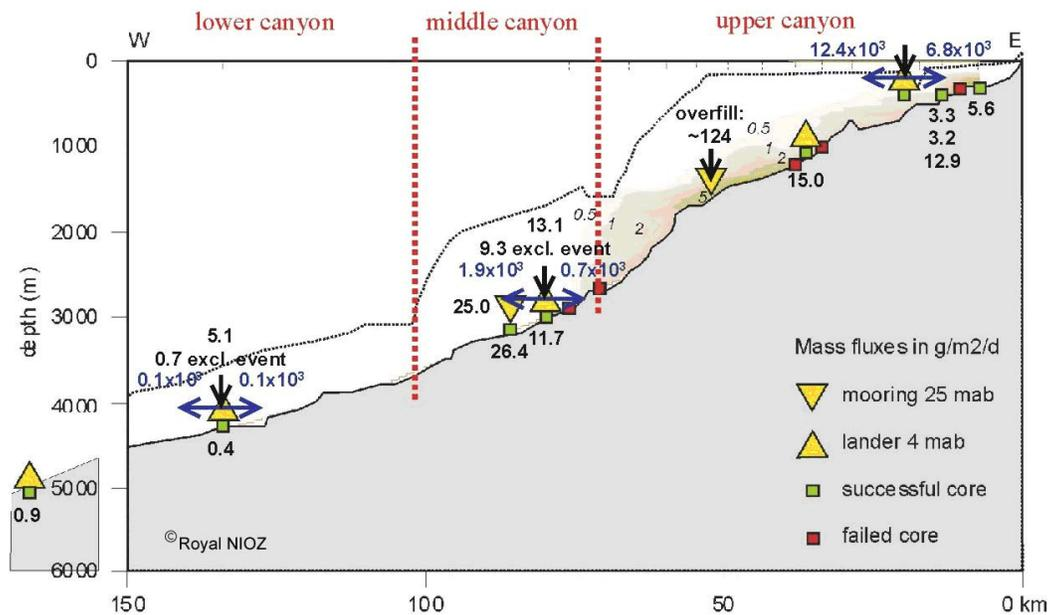 lower canyon
middle canyon
upper canyon
W
E
12.4x10³
6.8x10³
0
1000
2000
3000
4000
5000
6000
depth (m)
overfill:
~124
0.5
1
2
5
3.3
3.2
12.9
5.6
15.0
13.1
0.5
1
2
9.3 excl. event
1.9x10³
0.7x10³
25.0
26.4
11.7
5.1
0.7 excl. event
0.1x10³
0.1x10³
0.4
0.9
Mass fluxes in g/m2/d
mooring 25 mab
lander 4 mab
successful core
failed core
©Royal NIOZ
150
100
50
0 km